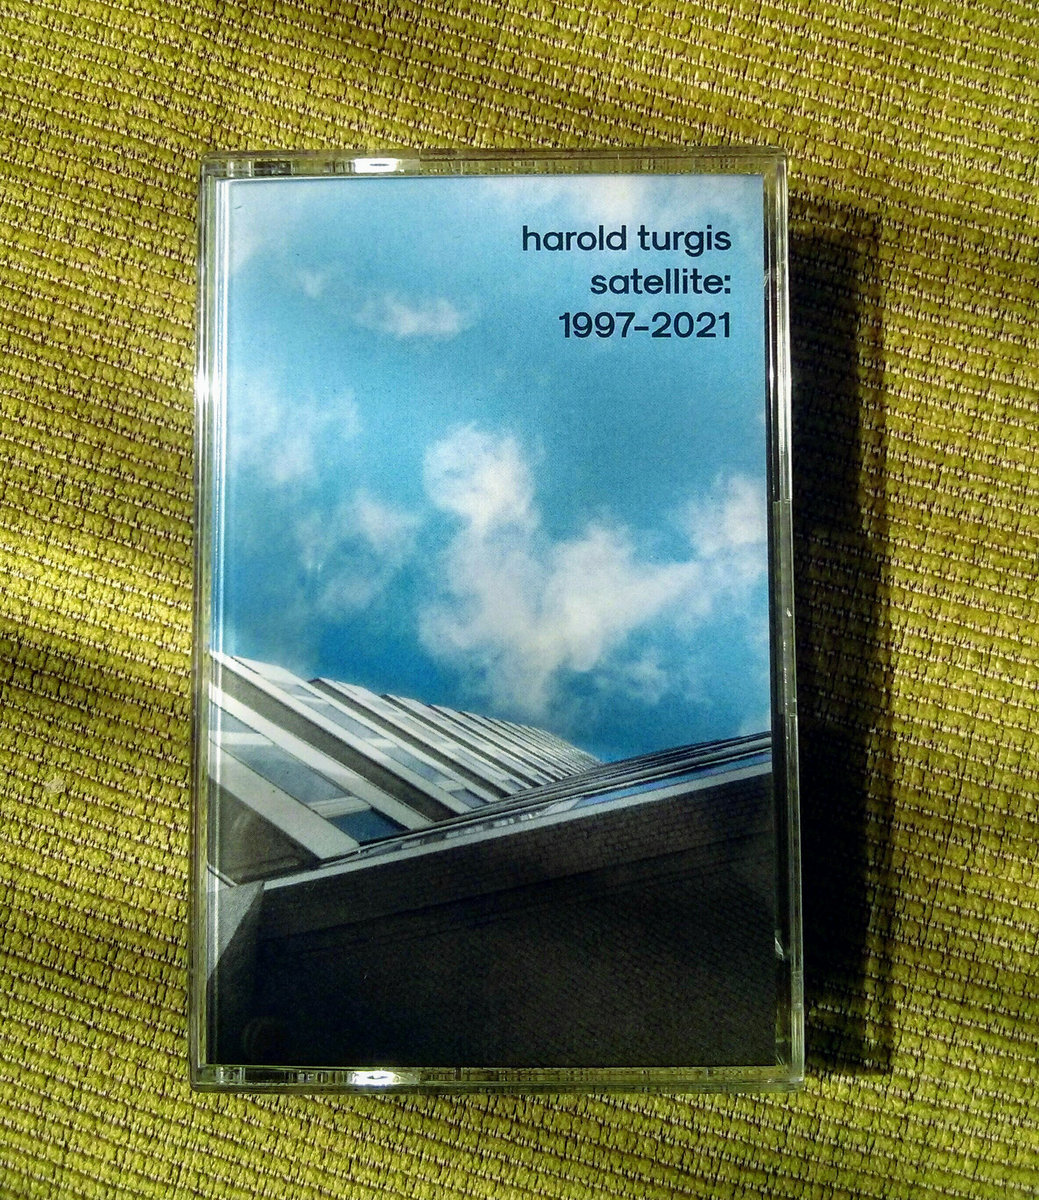 harold turgis
satellite:
1997–2021